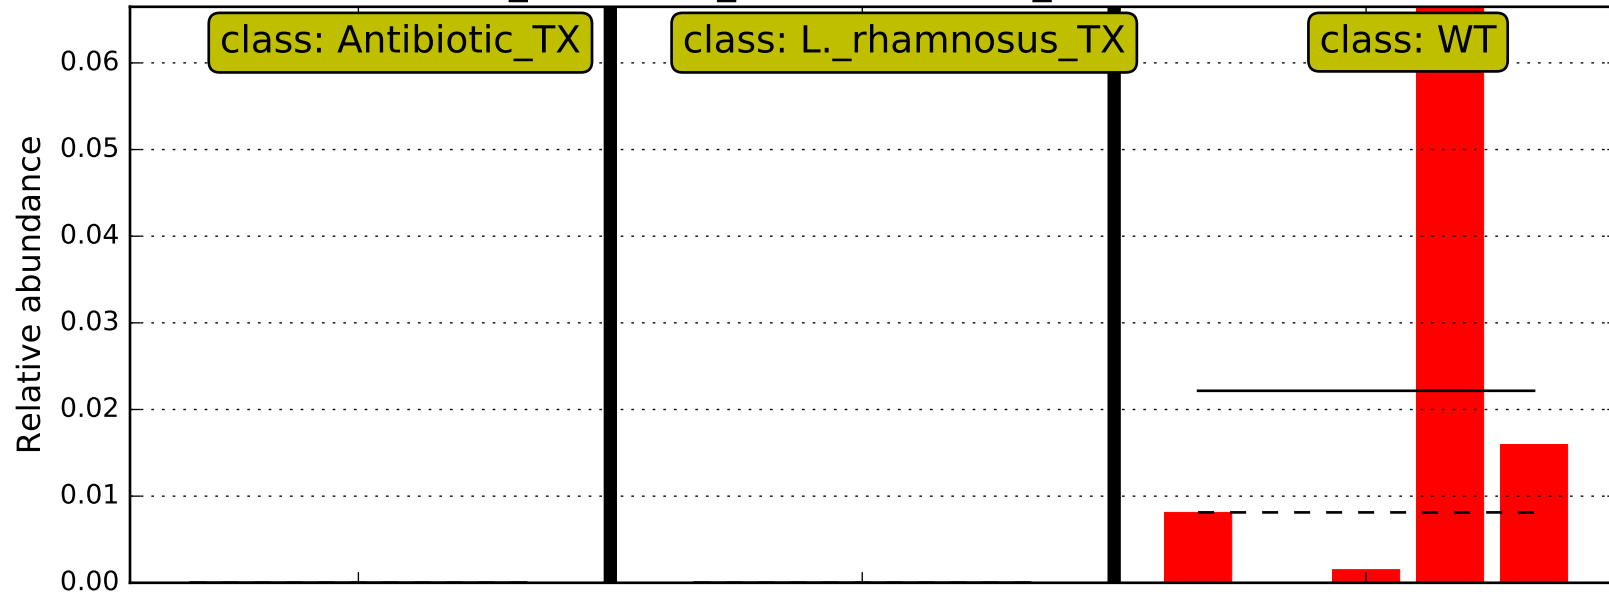 class: Antibiotic_TX
class: L._rhamnosus_TX
class: WT
0.06
0.05
0.04
0.03
0.02
0.01
0.00
Relative abundance